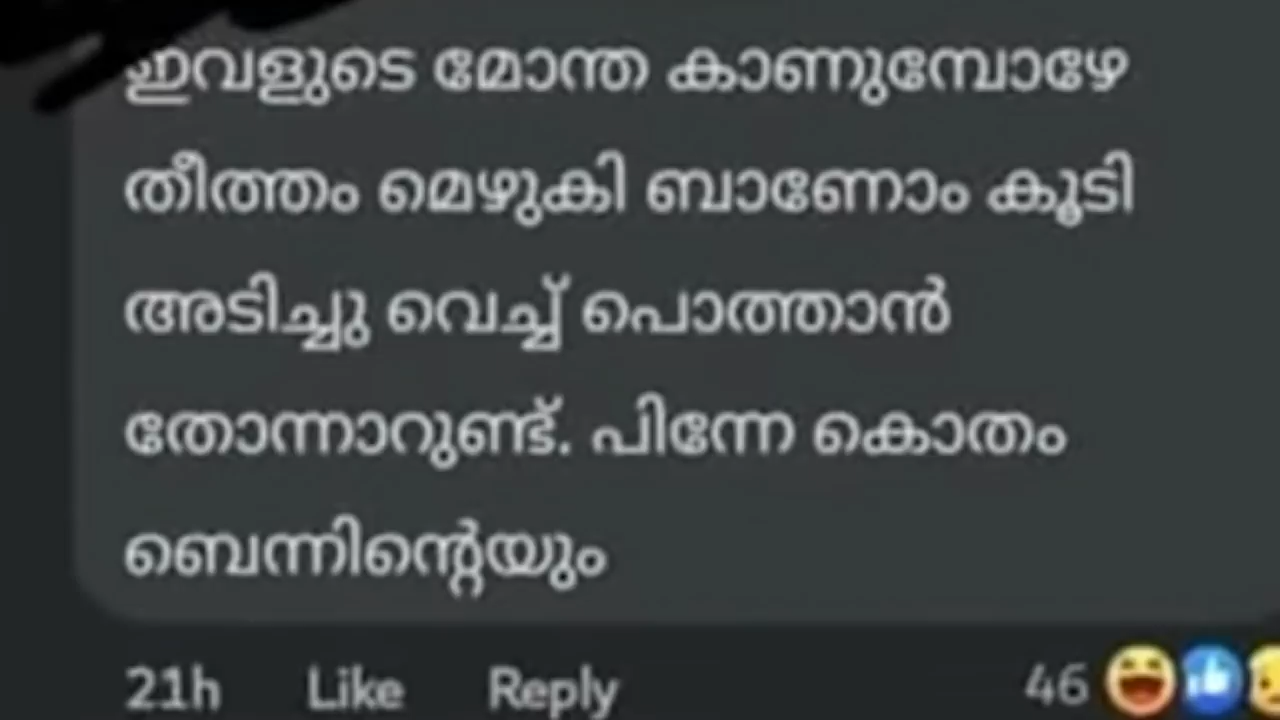 ഇവളുടെ മോന്ത കാണുമ്പോഴേ
തീത്തം മെഴുകി ബാണോം കൂടി
അടിച്ചു വെച്ച് പൊത്താൻ
തോന്നാറുണ്ട്. പിന്നേ കൊതം
ബെന്നിന്റെയും
21h Like Reply 46